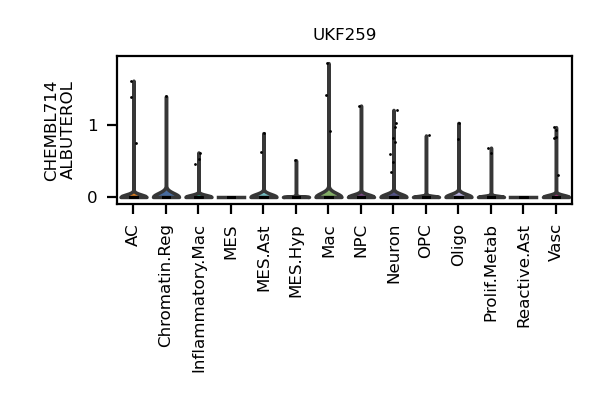 UKF259
CHEMBL714
ALBUTEROL
1
0
AC
Chromatin.Reg
Inflammatory.Mac
MES
MES.Ast
MES.Hyp
Mac
NPC
Neuron
OPC
Oligo
Prolif.Metab
Reactive.Ast
Vasc